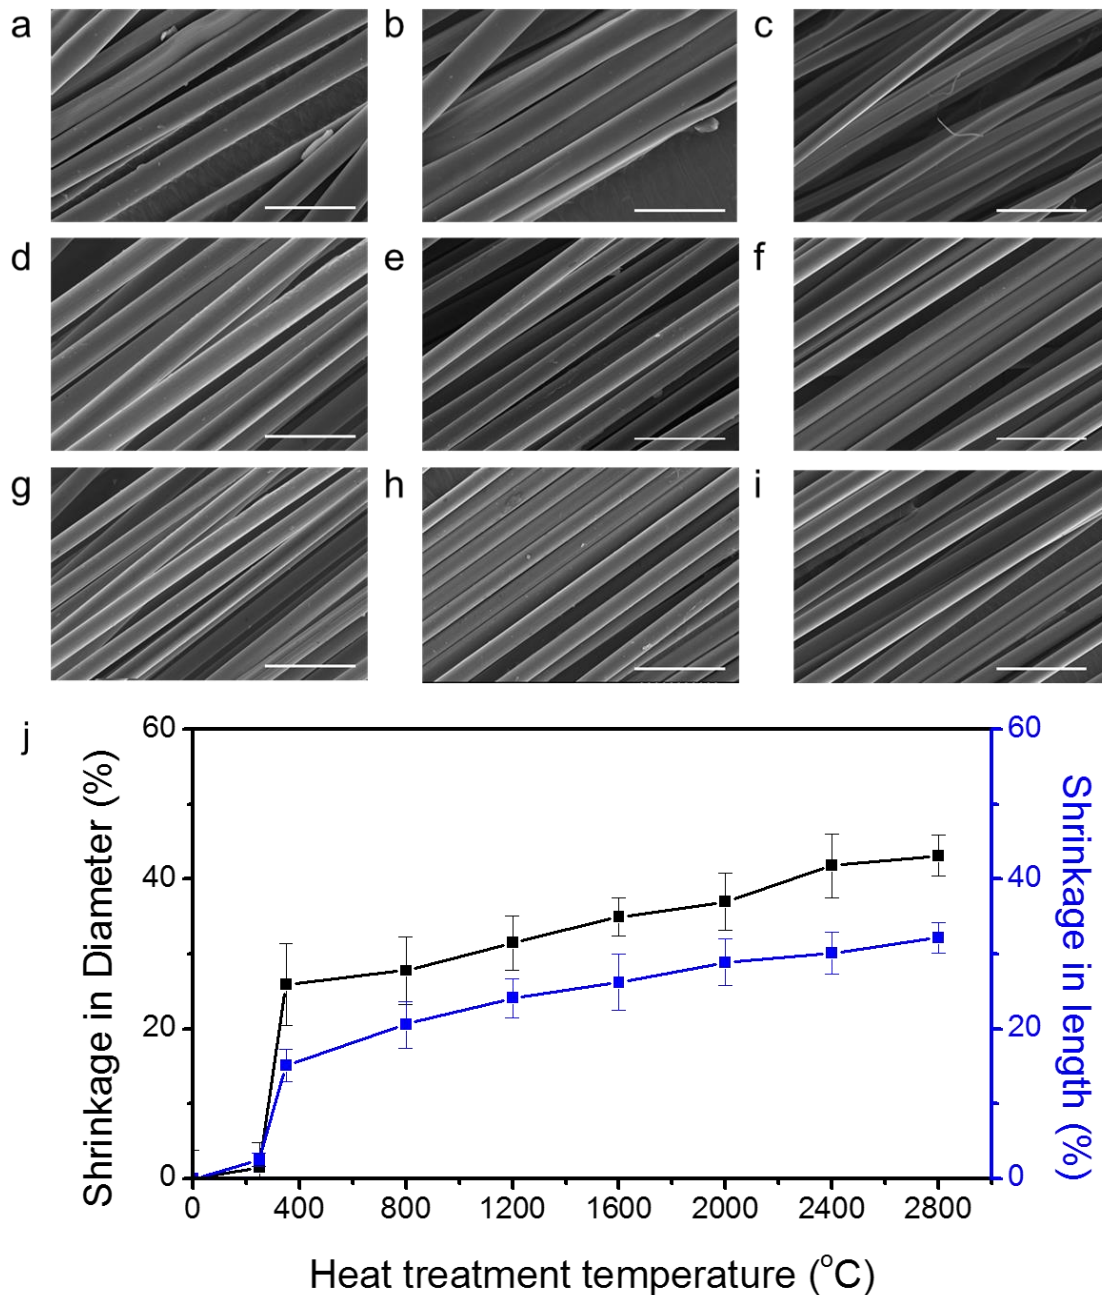 a
b
c
d
e
f
g
h
i
j
Shrinkage in Diameter (%)
60
40
20
0
60
40
20
0
Shrinkage in length (%)
0 400 800 1200 1600 2000 2400 2800
Heat treatment temperature (°C)